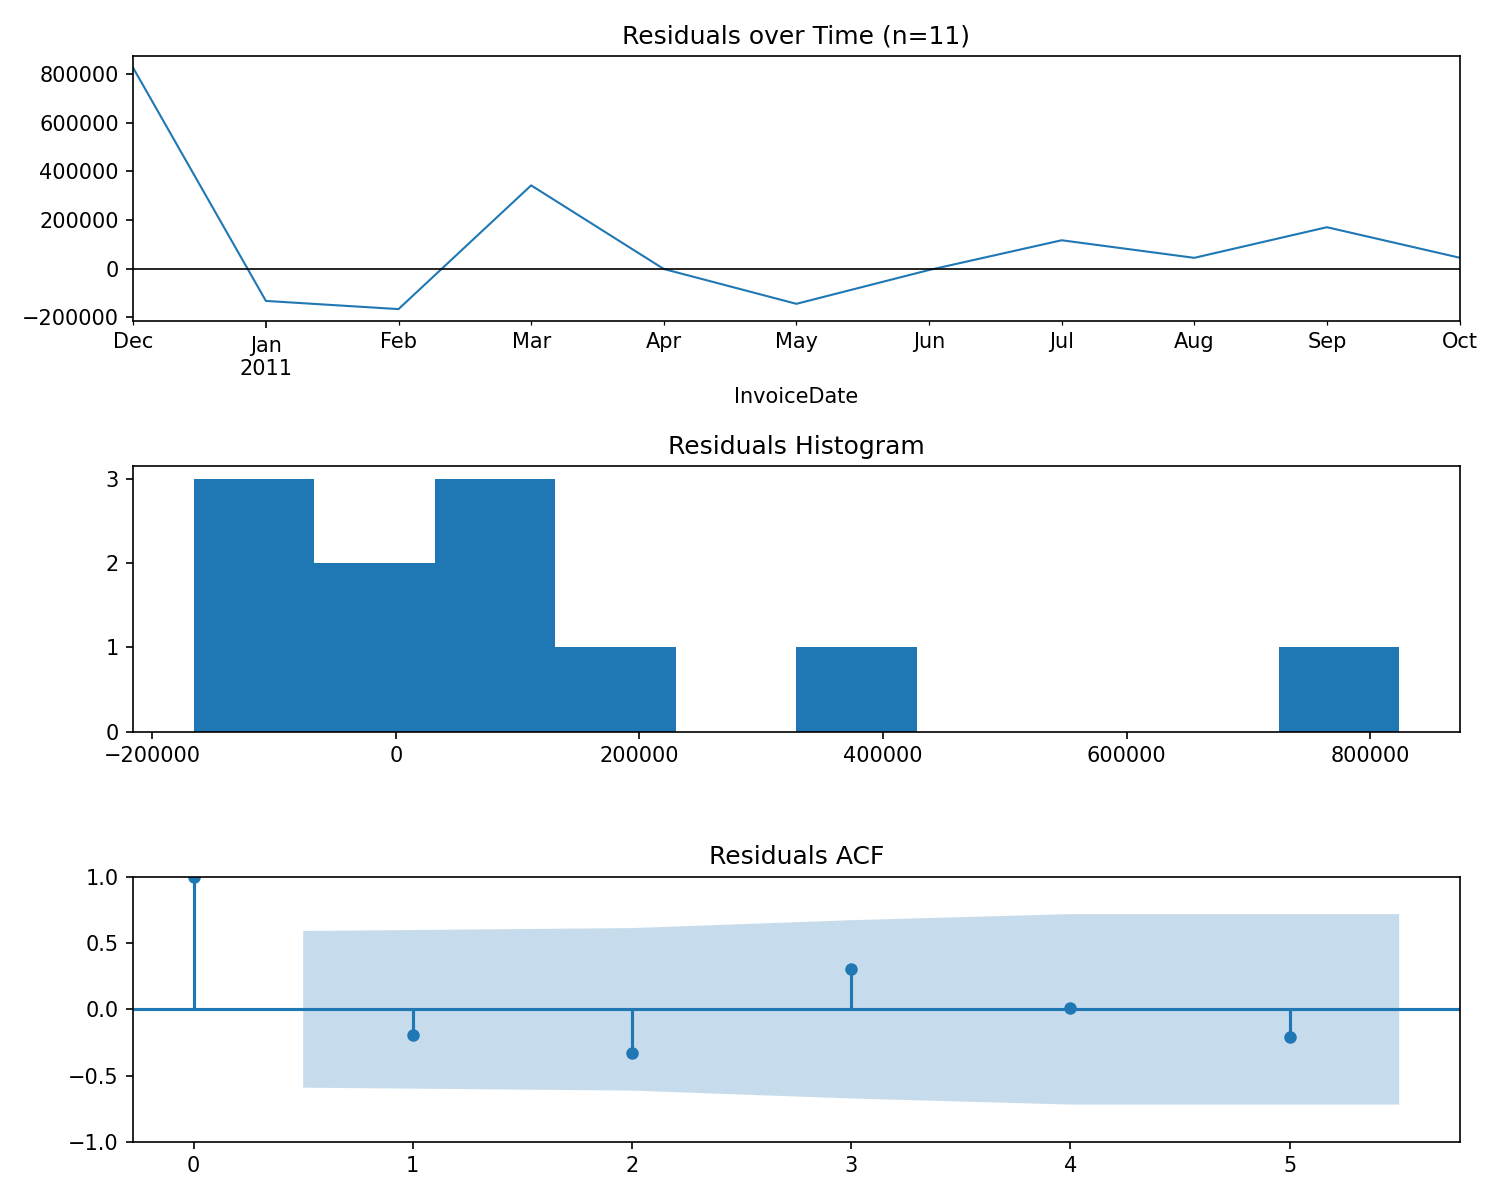 Residuals over Time (n=11)
800000
600000
400000
200000
0
−200000
Dec Jan Feb Mar Apr May Jun Jul Aug Sep Oct
2011
InvoiceDate
Residuals Histogram
3
2
1
0
−200000 0 200000 400000 600000 800000
Residuals ACF
1.0
0.5
0.0
−0.5
−1.0
0 1 2 3 4 5